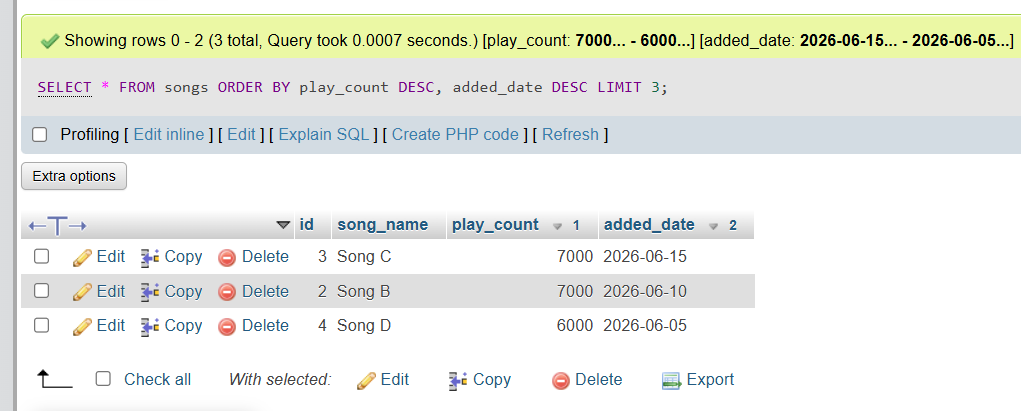 Showing rows 0 - 2 (3 total, Query took 0.0007 seconds.) [play_count: 7000... - 6000...] [added_date: 2026-06-15... - 2026-06-05...]
SELECT * FROM songs ORDER BY play_count DESC, added_date DESC LIMIT 3;
Profiling [ Edit inline ] [ Edit ] [ Explain SQL ] [ Create PHP code ] [ Refresh ]
Extra options
←T→ id song_name play_count 1 added_date 2
Edit Copy Delete 3 Song C 7000 2026-06-15
Edit Copy Delete 2 Song B 7000 2026-06-10
Edit Copy Delete 4 Song D 6000 2026-06-05
Check all With selected: Edit Copy Delete Export